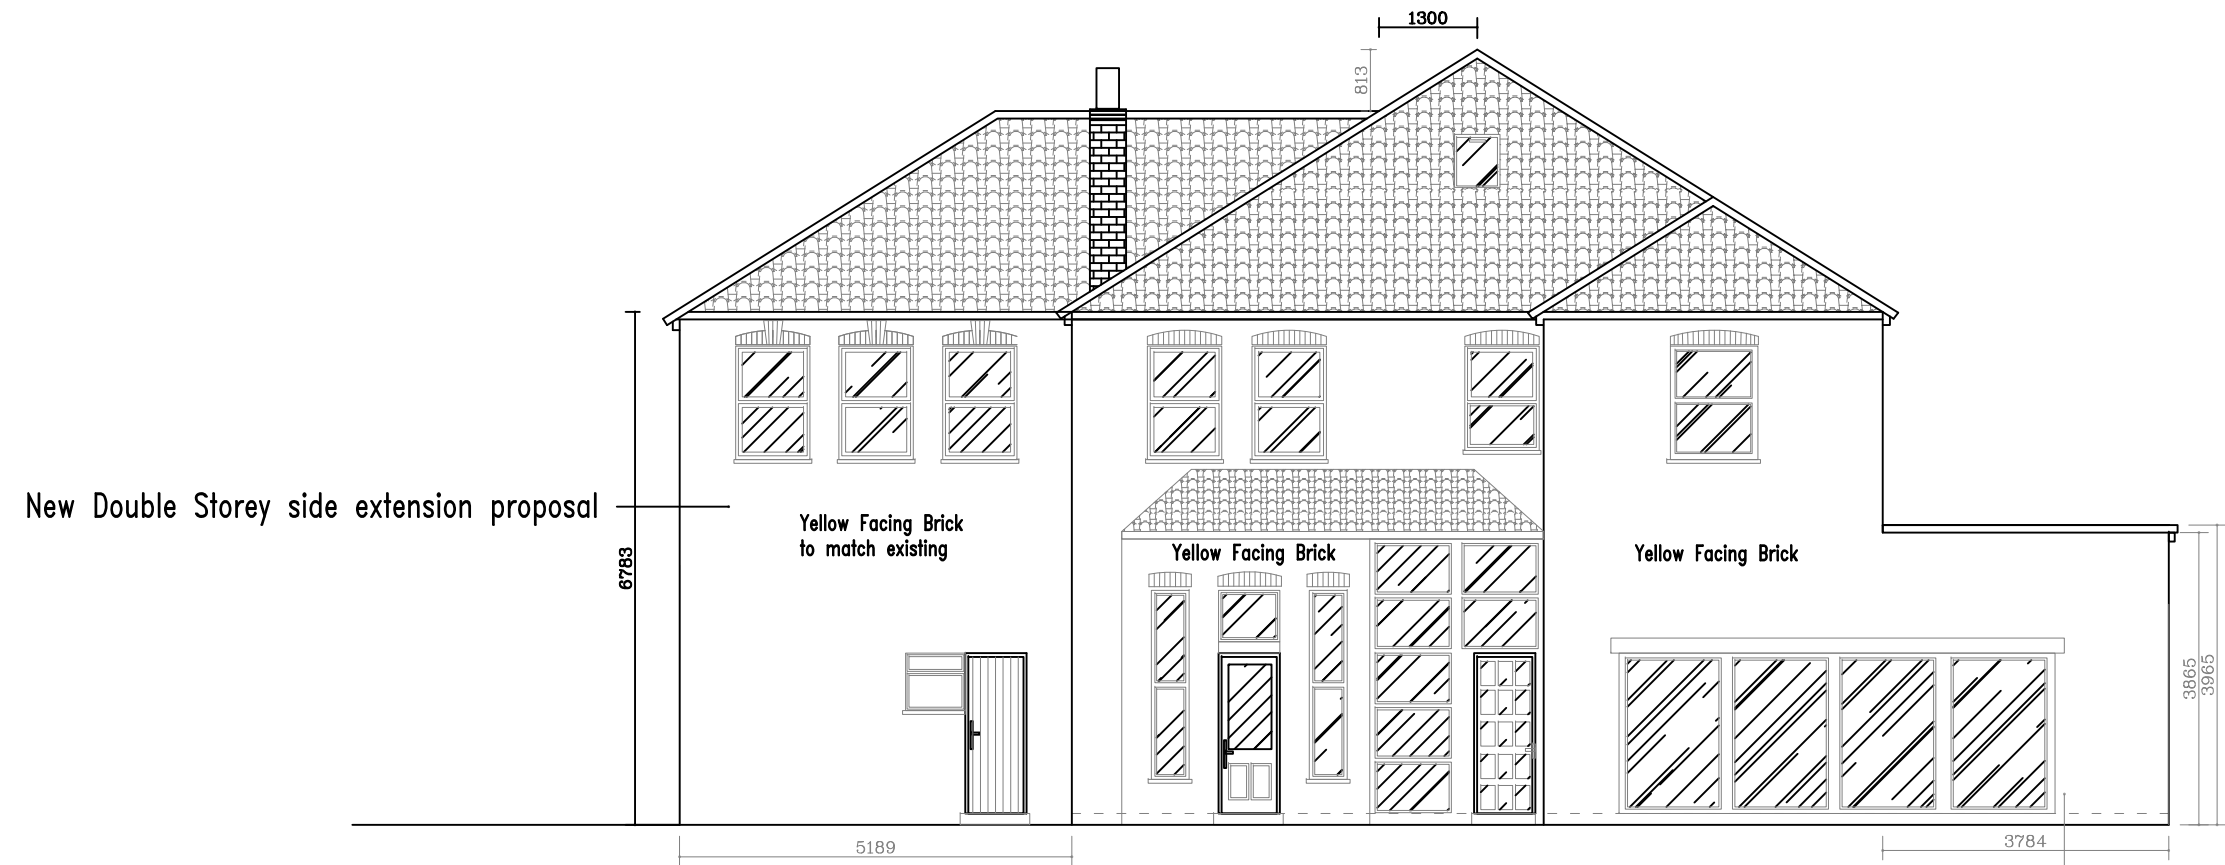 1300
813
New Double Storey side extension proposal
Yellow Facing Brick
to match existing
Yellow Facing Brick
Yellow Facing Brick
6783
3865
3965
5189
3784